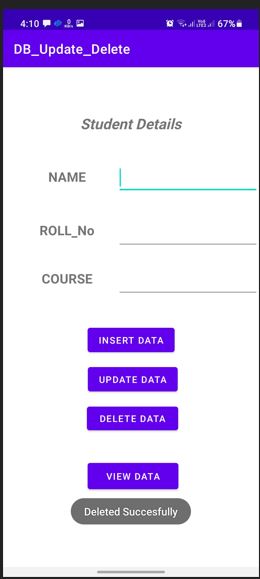 4:10 67%
DB_Update_Delete
Student Details
NAME
ROLL_No
COURSE
INSERT DATA
UPDATE DATA
DELETE DATA
VIEW DATA
Deleted Succesfully